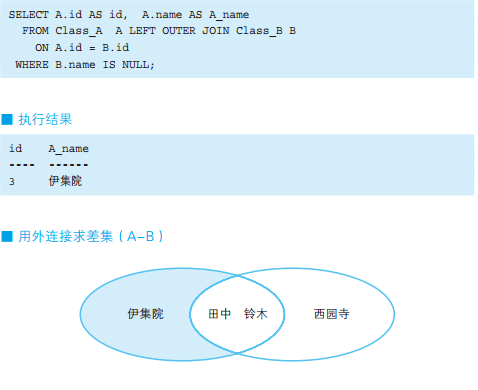 SELECT A.id AS id,  A.name AS A_name
  FROM Class_A  A LEFT OUTER JOIN Class_B B
    ON A.id = B.id
 WHERE B.name IS NULL;
■ 执行结果
id    A_name
----  ------
3     伊集院
■ 用外连接求差集（A-B）
伊集院 田中 铃木 西园寺